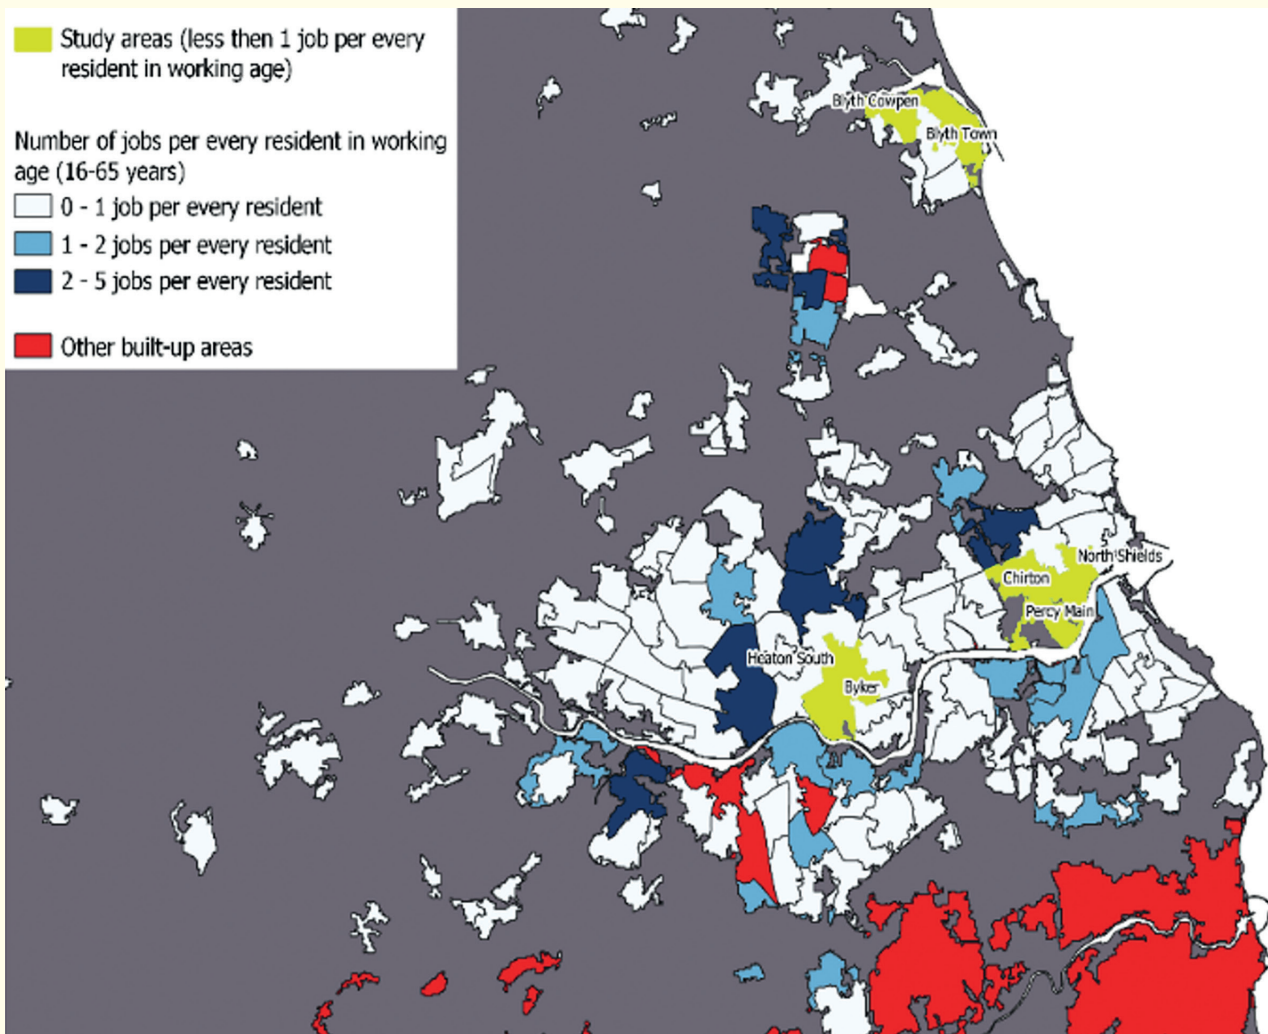 Study areas (less then 1 job per every
resident in working age)
Number of jobs per every resident in working
age (16-65 years)
0 - 1 job per every resident
1 - 2 jobs per every resident
2 - 5 jobs per every resident
Other built-up areas
Blyth Cowpen
Blyth Town
North Shields
Chirton
Percy Main
Heaton South
Byker